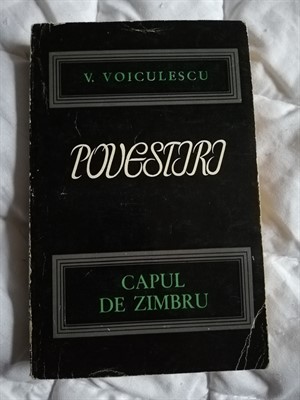 V. VOICULESCU
POVESTIRI
CAPUL
DE ZIMBRU